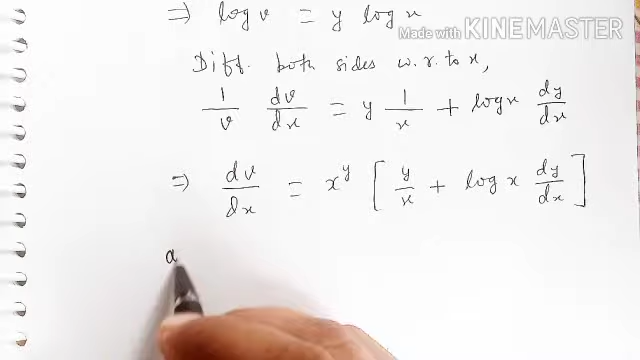 ⇒ log v = y log x
Made with KINEMASTER
Diff. both sides w.r.to x,
1/v dv/dx = y 1/x + log x dy/dx
⇒ dv/dx = x^y [ y/x + log x dy/dx ]
a